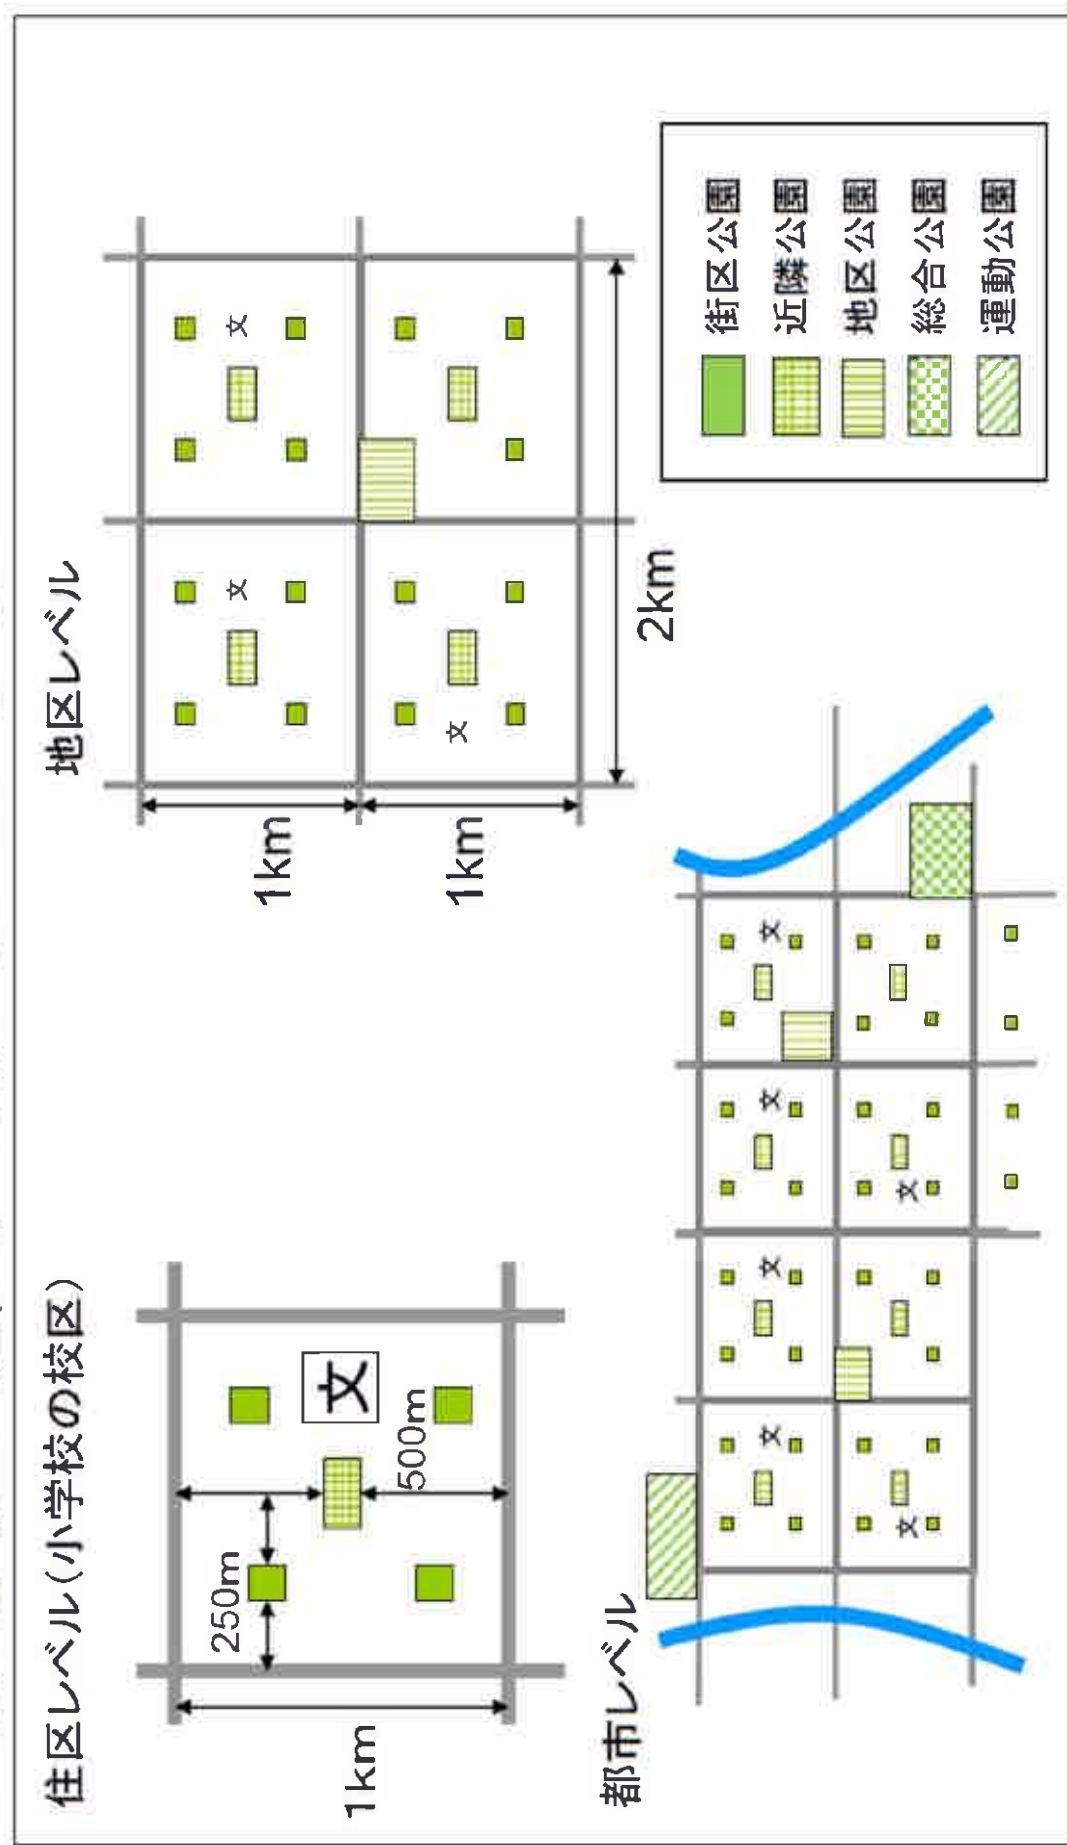 住区レベル(小学校の校区)
1km
250m
500m
文
地区レベル
1km
1km
2km
文
文
文
都市レベル
文
文
文
文
文
文
街区公園
近隣公園
地区公園
総合公園
運動公園